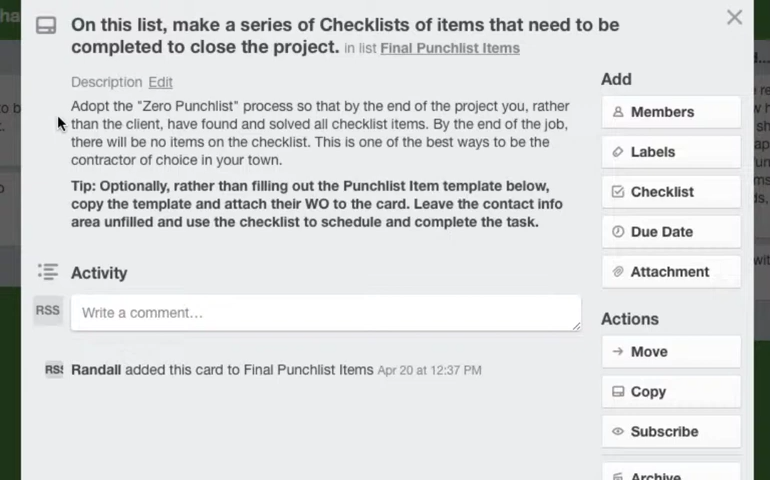 On this list, make a series of Checklists of items that need to be
completed to close the project. in list Final Punchlist Items
Description Edit
Adopt the "Zero Punchlist" process so that by the end of the project you, rather
than the client, have found and solved all checklist items. By the end of the job,
there will be no items on the checklist. This is one of the best ways to be the
contractor of choice in your town.
Tip: Optionally, rather than filling out the Punchlist Item template below,
copy the template and attach their WO to the card. Leave the contact info
area unfilled and use the checklist to schedule and complete the task.
Activity
RSS
Write a comment…
RSS Randall added this card to Final Punchlist Items Apr 20 at 12:37 PM
Add
Members
Labels
Checklist
Due Date
Attachment
Actions
Move
Copy
Subscribe
Archive